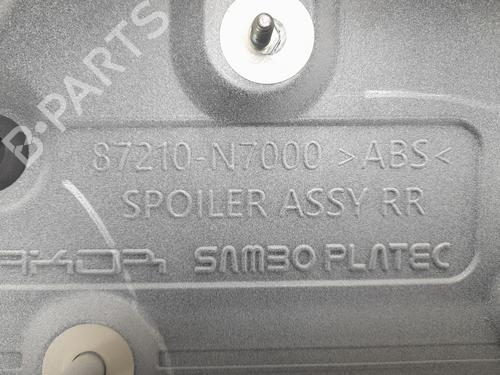 B-PARTS
87210-N7000 >ABS<
SPOILER ASSY RR
SAMBO PLATEC